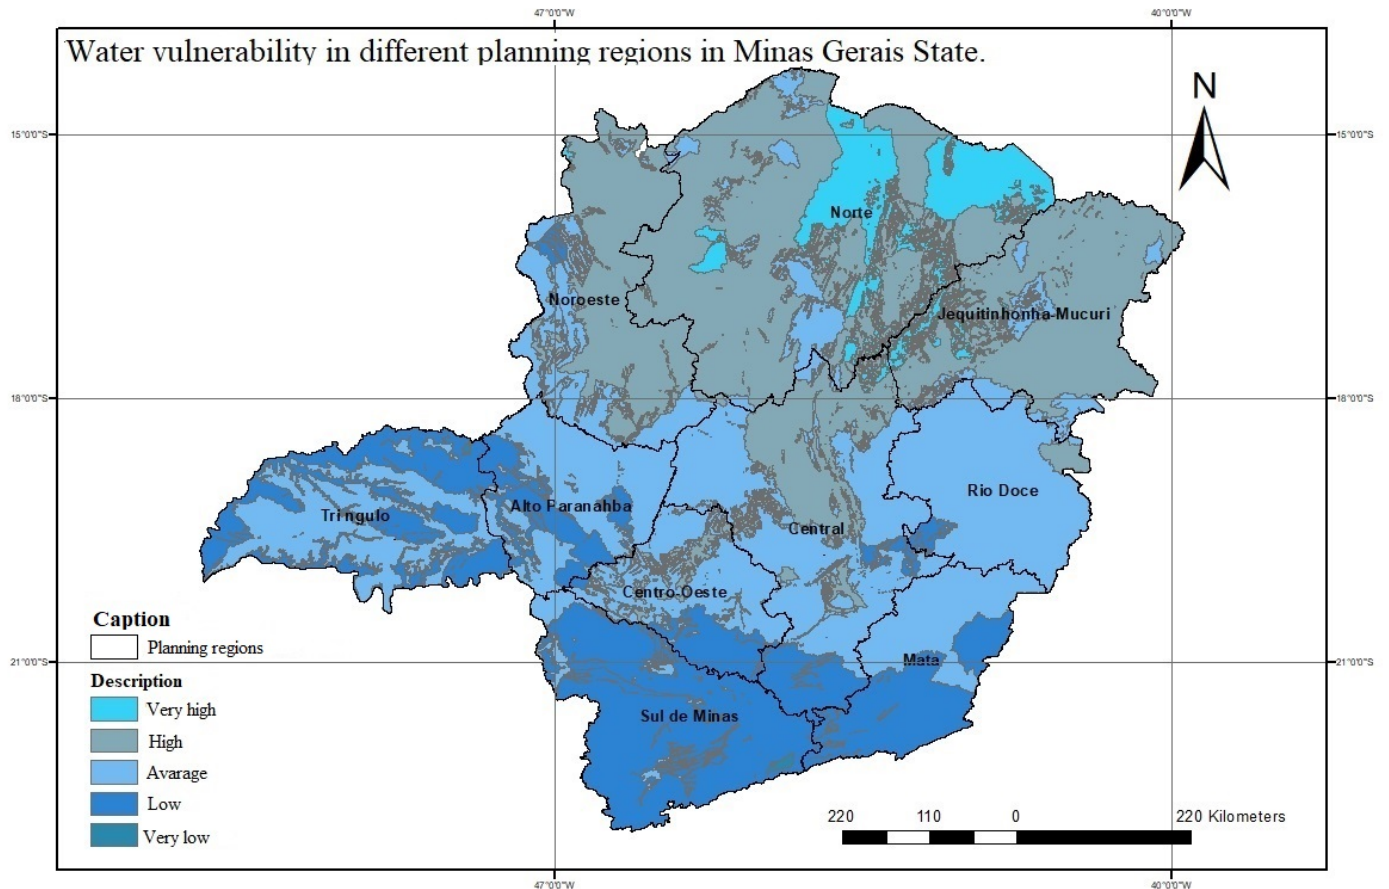 47°0'0"W
40°0'0"W
Water vulnerability in different planning regions in Minas Gerais State.
N
15°0'0"S
15°0'0"S
Norte
Noroeste
Jequitinhonha-Mucuri
18°0'0"S
18°0'0"S
Rio Doce
Alto Paranahba
Tri ngulo
Central
Centro-Oeste
Caption
Planning regions
21°0'0"S
21°0'0"S
Mata
Description
Very high
Sul de Minas
High
Avarage
Low
Very low
220 110 0 220 Kilometers
47°0'0"W
40°0'0"W